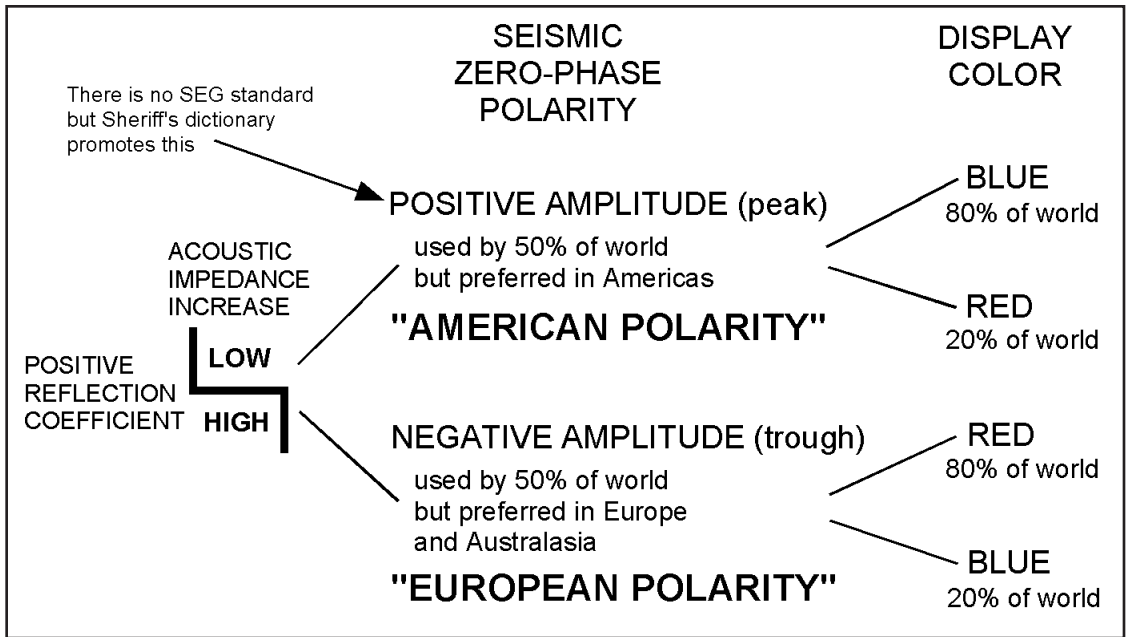 SEISMIC
ZERO-PHASE
POLARITY
DISPLAY
COLOR
There is no SEG standard
but Sheriff's dictionary
promotes this
POSITIVE AMPLITUDE (peak)
used by 50% of world
but preferred in Americas
"AMERICAN POLARITY"
BLUE
80% of world
RED
20% of world
ACOUSTIC
IMPEDANCE
INCREASE
LOW
HIGH
POSITIVE
REFLECTION
COEFFICIENT
NEGATIVE AMPLITUDE (trough)
used by 50% of world
but preferred in Europe
and Australasia
"EUROPEAN POLARITY"
RED
80% of world
BLUE
20% of world